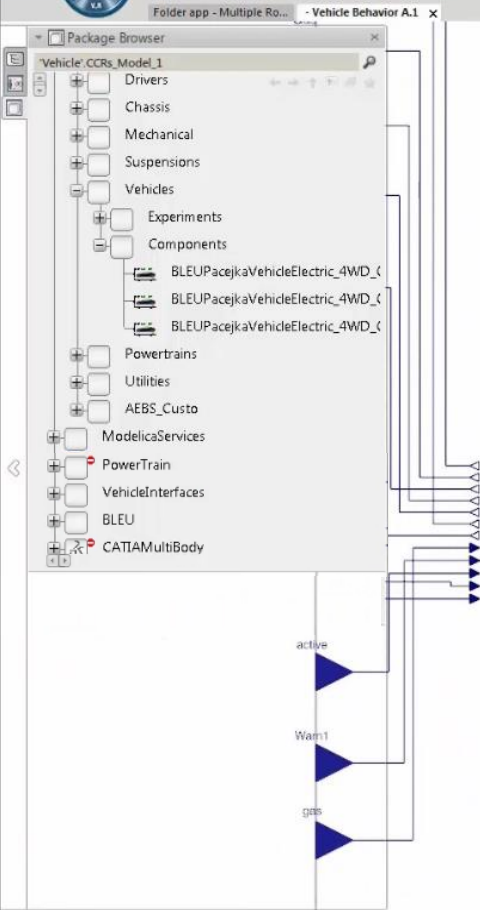 V.R
Folder app - Multiple Ro... - Vehicle Behavior A.1 x
Package Browser
'Vehicle'.CCRs_Model_1
Drivers
Chassis
Mechanical
Suspensions
Vehicles
Experiments
Components
BLEUPacejkaVehicleElectric_4WD_
BLEUPacejkaVehicleElectric_4WD_
BLEUPacejkaVehicleElectric_4WD_
Powertrains
Utilities
AEBS_Custo
ModelicaServices
PowerTrain
VehicleInterfaces
BLEU
CATIAMultiBody
active
Warn1
gas